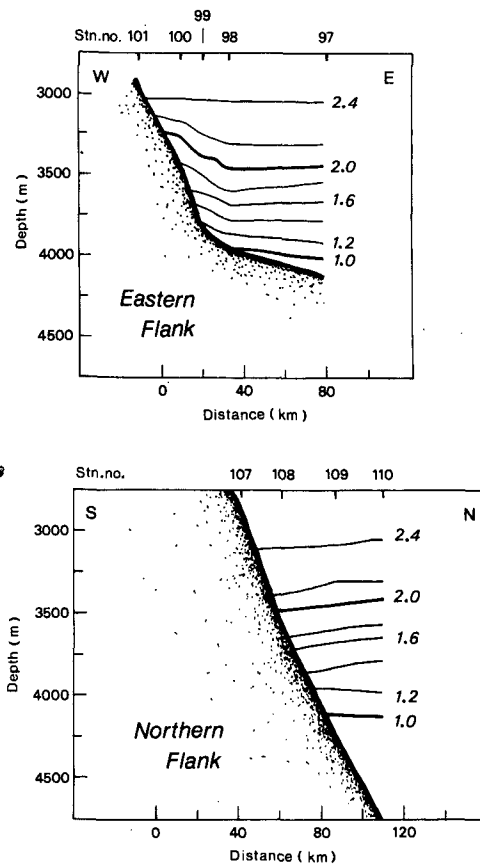 99
Stn.no. 101 100 98 97
W E
3000
2.4
3500
2.0
1.6
4000
1.2
1.0
4500
Depth (m)
Eastern
Flank
0 40 80
Distance (km)
Stn.no. 107 108 109 110
S N
3000
2.4
3500
2.0
1.6
4000
1.2
1.0
4500
Depth (m)
Northern
Flank
0 40 80 120
Distance (km)